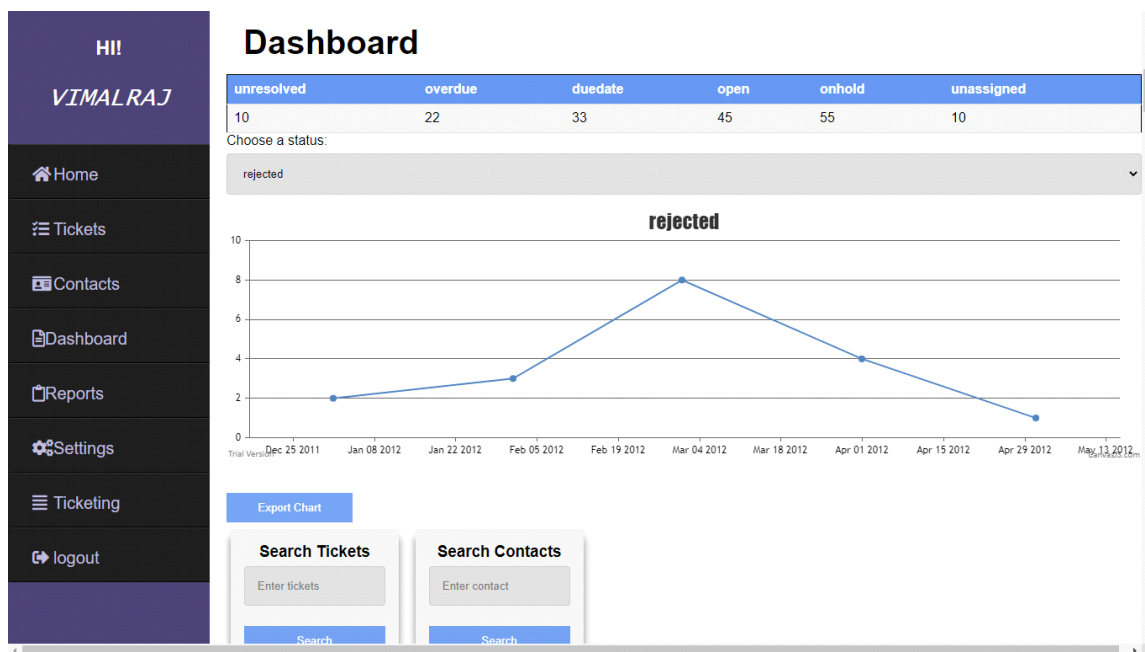 HI!
VIMALRAJ
Home
Tickets
Contacts
Dashboard
Reports
Settings
Ticketing
logout
Dashboard
unresolved overdue duedate open onhold unassigned
10 22 33 45 55 10
Choose a status:
rejected
rejected
10
8
6
4
2
0
Dec 25 2011 Jan 08 2012 Jan 22 2012 Feb 05 2012 Feb 19 2012 Mar 04 2012 Mar 18 2012 Apr 01 2012 Apr 15 2012 Apr 29 2012 May 13 2012
Trial Version CanvasJS.com
Export Chart
Search Tickets Search Contacts
Enter tickets Enter contact
Search Search